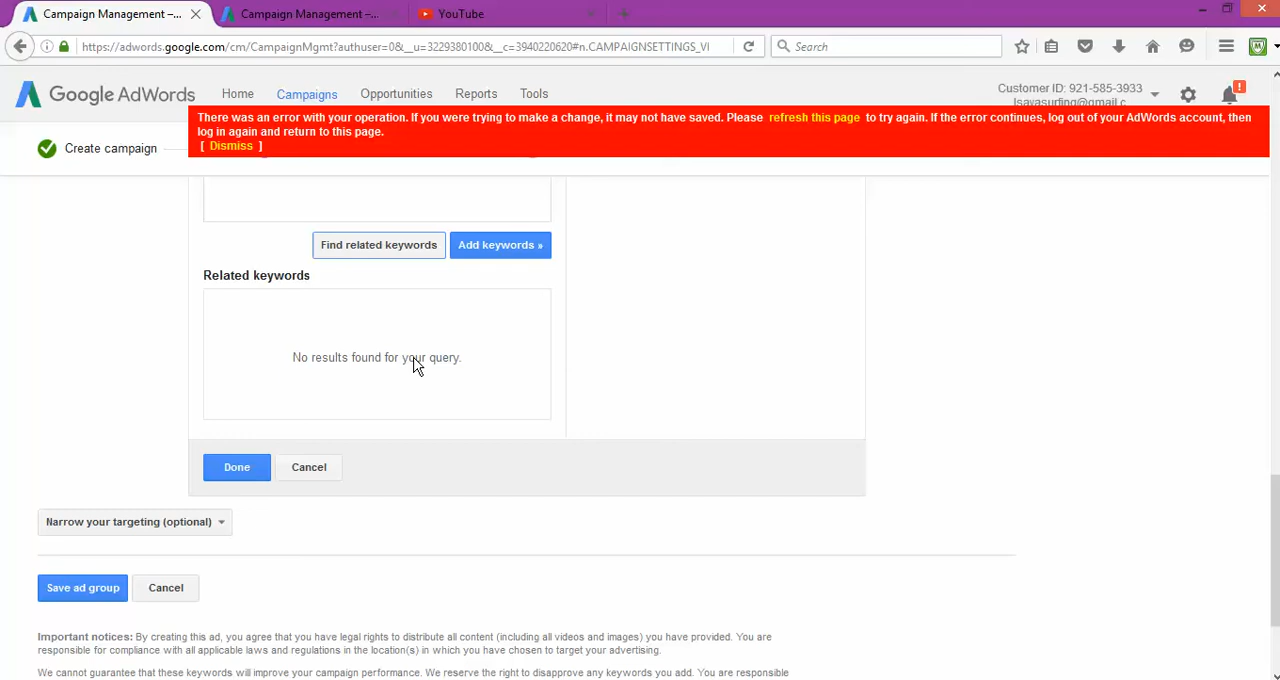 Campaign Management –...
Campaign Management –...
YouTube
https://adwords.google.com/cm/CampaignMgmt?authuser=0&__u=3229380100&__c=3940221620#n.CAMPAIGNSETTINGS_VI
Search
Google AdWords
Home
Campaigns
Opportunities
Reports
Tools
Customer ID: 921-585-3933
lsavasurfing@gmail.c
!
There was an error with your operation. If you were trying to make a change, it may not have saved. Please refresh this page to try again. If the error continues, log out of your AdWords account, then
log in again and return to this page.
[ Dismiss ]
Create campaign
Find related keywords
Add keywords »
Related keywords
No results found for your query.
Done
Cancel
Narrow your targeting (optional)
Save ad group
Cancel
Important notices: By creating this ad, you agree that you have legal rights to distribute all content (including all videos and images) you have provided. You are
responsible for compliance with all applicable laws and regulations in the location(s) in which you have chosen to target your advertising.
We cannot guarantee that these keywords will improve your campaign performance. We reserve the right to disapprove any keywords you add. You are responsible